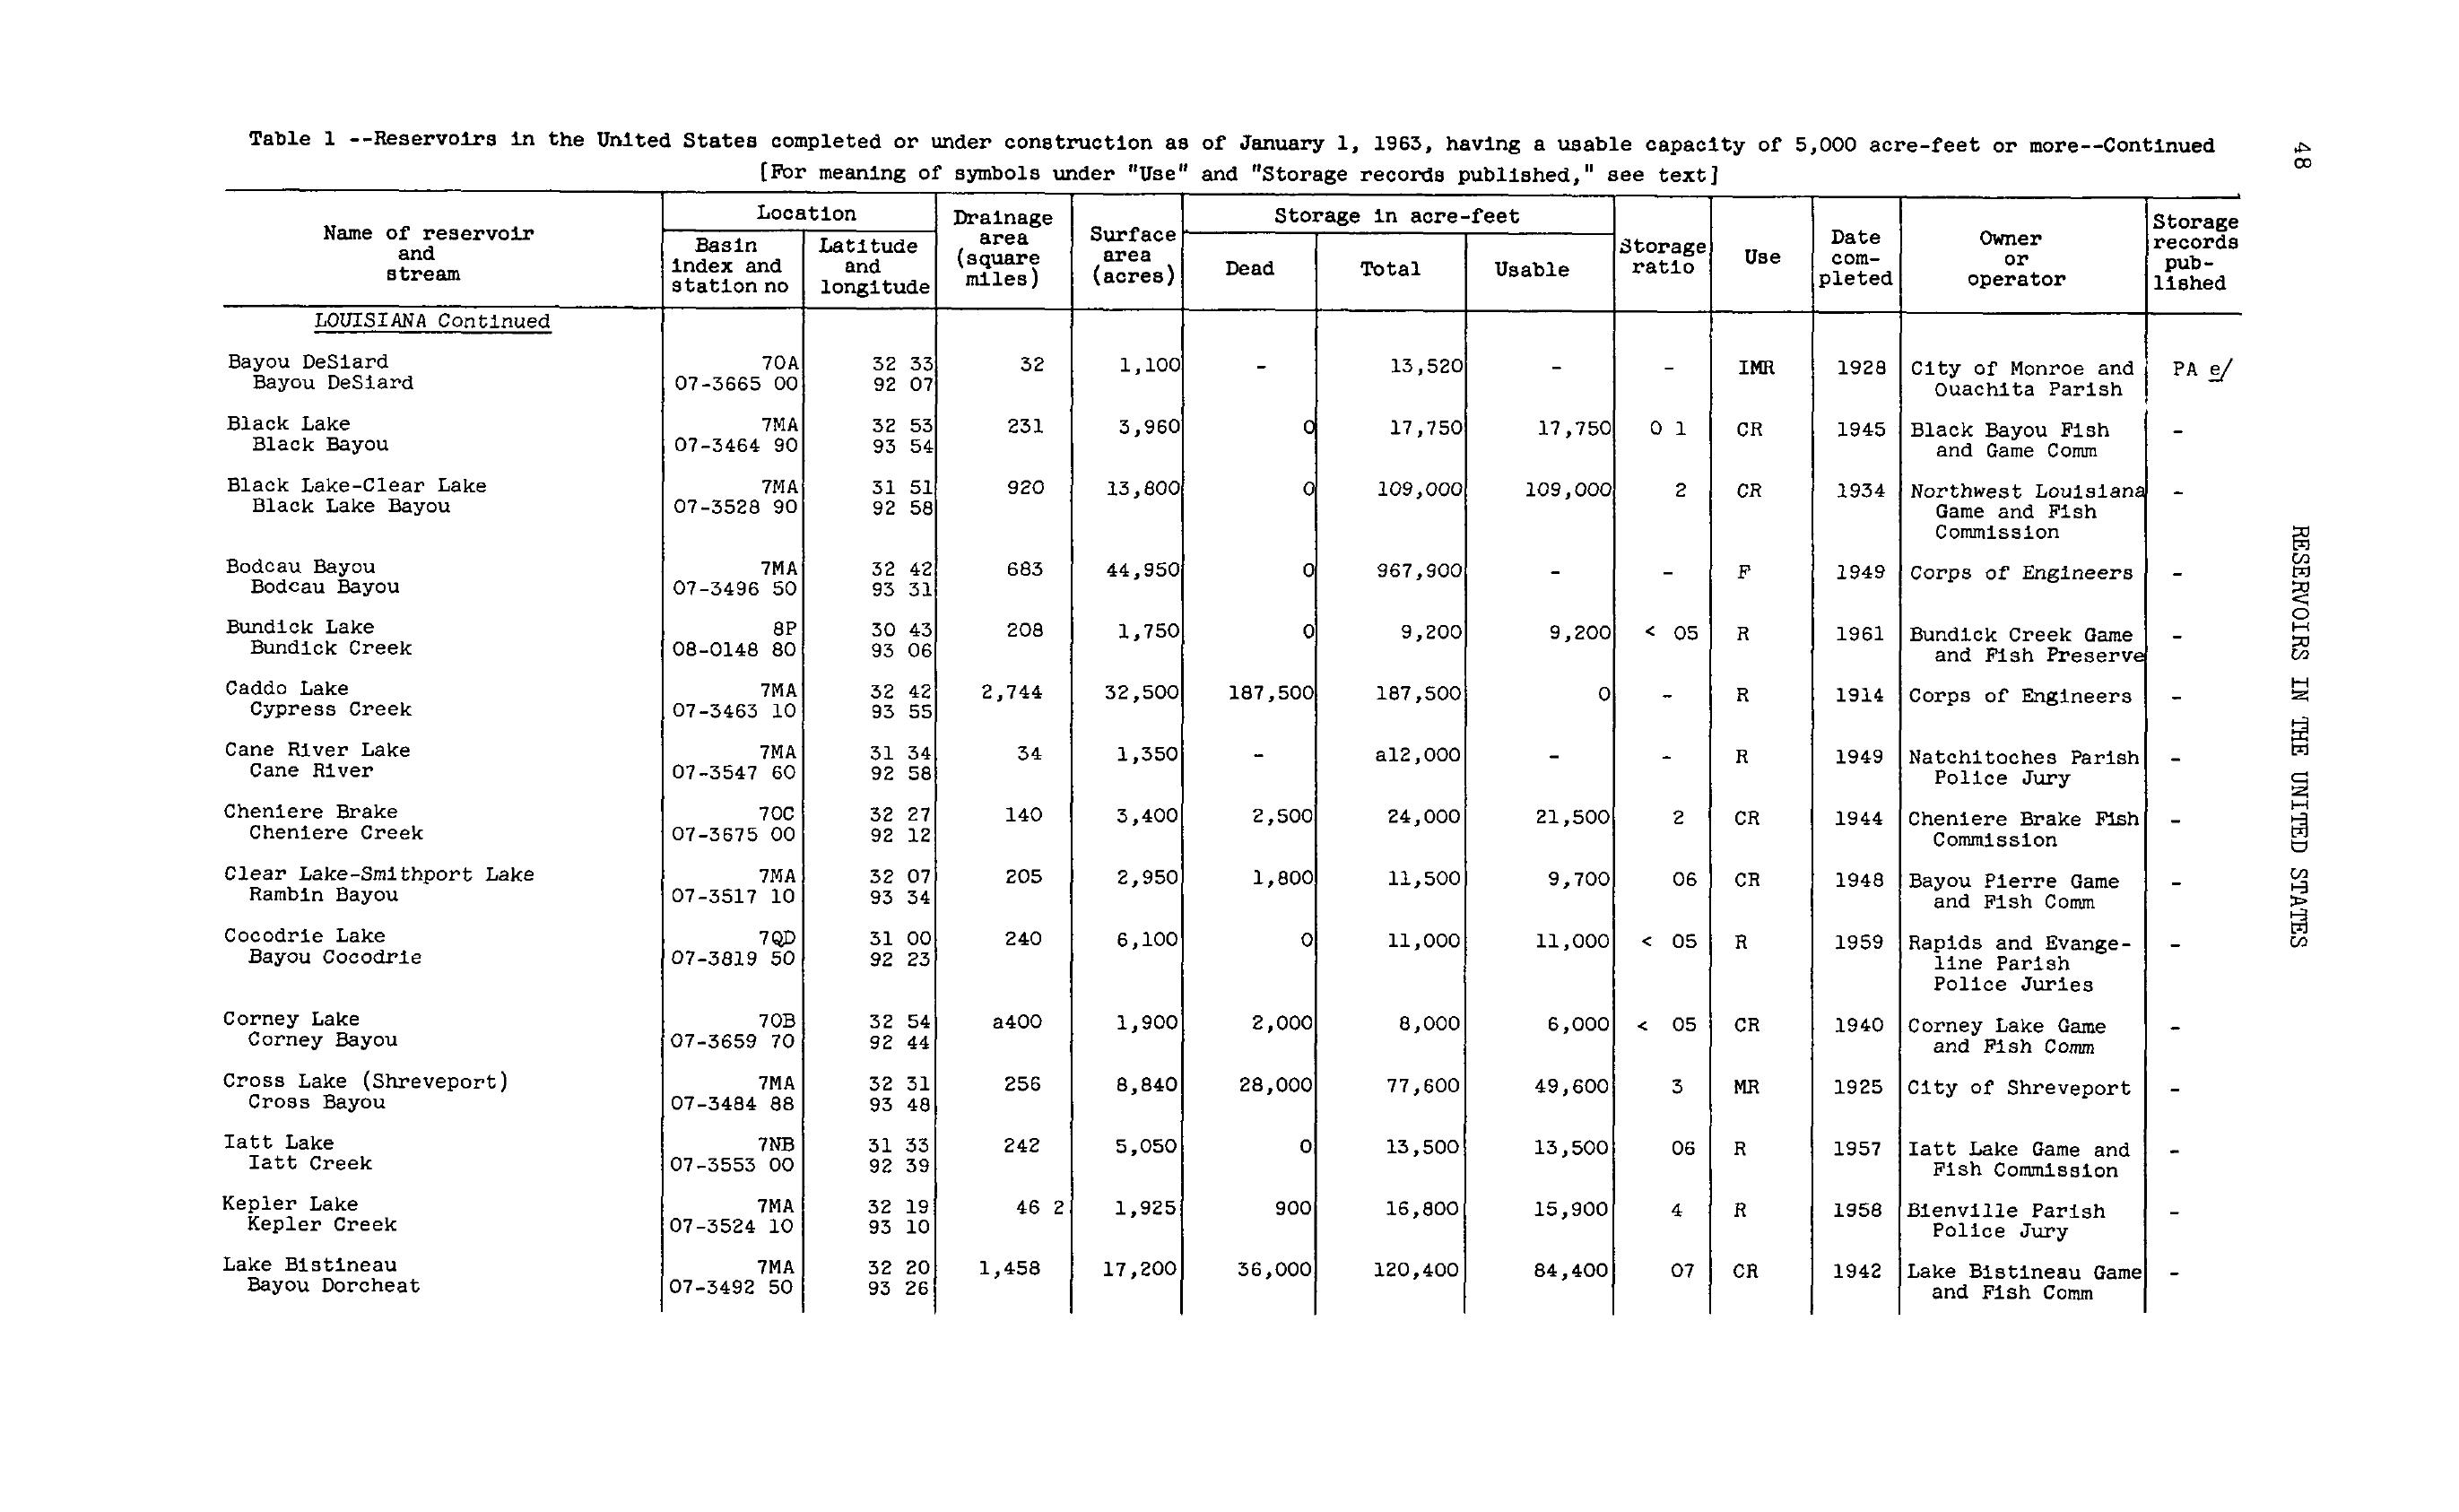 Table 1 --Reservoirs in the United States completed or under construction as of January 1, 1963, having a usable capacity of 5,000 acre-feet or more--Continued
[For meaning of symbols under "Use" and "Storage records published," see text]
48
RESERVOIRS IN THE UNITED STATES
Name of reservoir and stream | Location | Drainage area (square miles) | Surface area (acres) | Storage in acre-feet | Storage ratio | Use | Date com-pleted | Owner or operator | Storage records pub-lished
Basin index and station no | Latitude and longitude | Dead | Total | Usable
LOUISIANA Continued
Bayou DeSiard 70A 32 33 32 1,100 - 13,520 - - IMR 1928 City of Monroe and PA e/
Bayou DeSiard 07-3665 00 92 07 Ouachita Parish
Black Lake 7MA 32 53 231 3,960 0 17,750 17,750 0 1 CR 1945 Black Bayou Fish -
Black Bayou 07-3464 90 93 54 and Game Comm
Black Lake-Clear Lake 7MA 31 51 920 13,800 0 109,000 109,000 2 CR 1934 Northwest Louisiana -
Black Lake Bayou 07-3528 90 92 58 Game and Fish
Commission
Bodcau Bayou 7MA 32 42 683 44,950 0 967,900 - - F 1949 Corps of Engineers -
Bodcau Bayou 07-3496 50 93 31
Bundick Lake 8P 30 43 208 1,750 0 9,200 9,200 < 05 R 1961 Bundick Creek Game -
Bundick Creek 08-0148 80 93 06 and Fish Preserve
Caddo Lake 7MA 32 42 2,744 32,500 187,500 187,500 0 - R 1914 Corps of Engineers -
Cypress Creek 07-3463 10 93 55
Cane River Lake 7MA 31 34 34 1,350 - a12,000 - - R 1949 Natchitoches Parish -
Cane River 07-3547 60 92 58 Police Jury
Cheniere Brake 70C 32 27 140 3,400 2,500 24,000 21,500 2 CR 1944 Cheniere Brake Fish -
Cheniere Creek 07-3675 00 92 12 Commission
Clear Lake-Smithport Lake 7MA 32 07 205 2,950 1,800 11,500 9,700 06 CR 1948 Bayou Pierre Game -
Rambin Bayou 07-3517 10 93 34 and Fish Comm
Cocodrie Lake 7QD 31 00 240 6,100 0 11,000 11,000 < 05 R 1959 Rapids and Evange- -
Bayou Cocodrie 07-3819 50 92 23 line Parish
Police Juries
Corney Lake 70B 32 54 a400 1,900 2,000 8,000 6,000 < 05 CR 1940 Corney Lake Game -
Corney Bayou 07-3659 70 92 44 and Fish Comm
Cross Lake (Shreveport) 7MA 32 31 256 8,840 28,000 77,600 49,600 3 MR 1925 City of Shreveport -
Cross Bayou 07-3484 88 93 48
Iatt Lake 7NB 31 33 242 5,050 0 13,500 13,500 06 R 1957 Iatt Lake Game and -
Iatt Creek 07-3553 00 92 39 Fish Commission
Kepler Lake 7MA 32 19 46 2 1,925 900 16,800 15,900 4 R 1958 Bienville Parish -
Kepler Creek 07-3524 10 93 10 Police Jury
Lake Bistineau 7MA 32 20 1,458 17,200 36,000 120,400 84,400 07 CR 1942 Lake Bistineau Game -
Bayou Dorcheat 07-3492 50 93 26 and Fish Comm